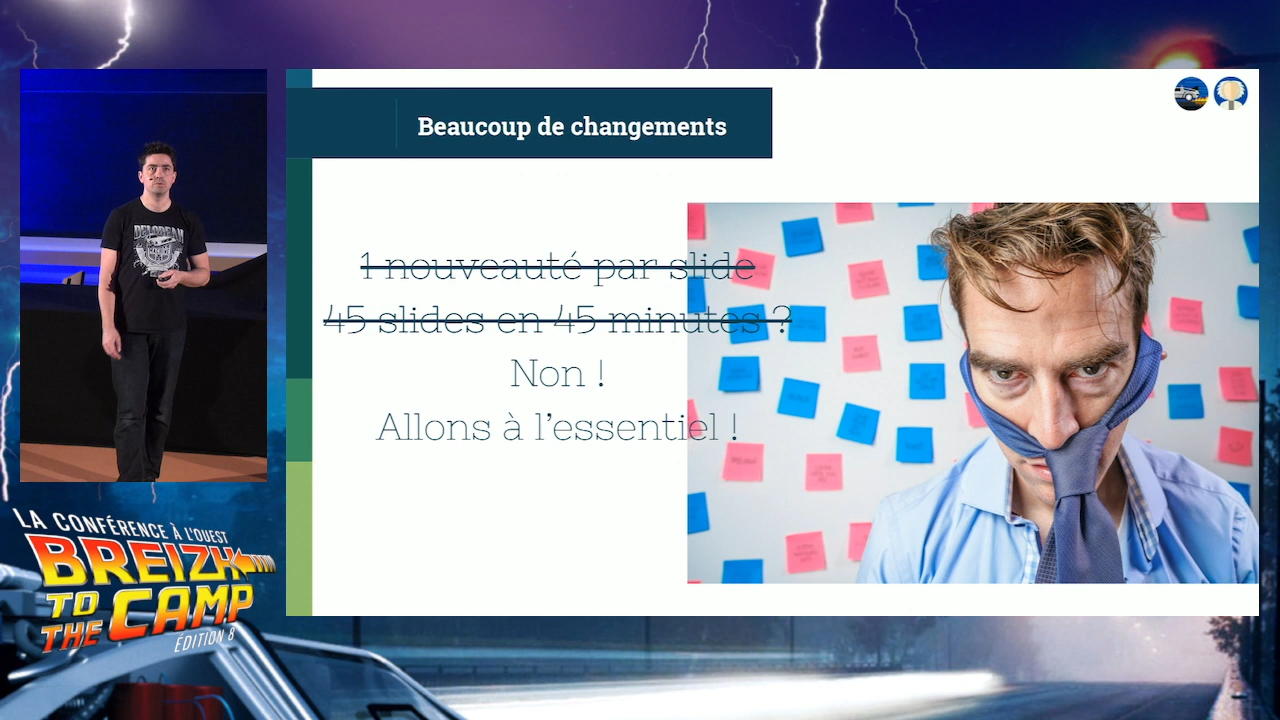 Beaucoup de changements
1 nouveauté par slide
45 slides en 45 minutes ?
Non !
Allons à l'essentiel !
DELOREAN
LA CONFÉRENCE À L'OUEST
BREIZH
TO
THE CAMP
ÉDITION 8